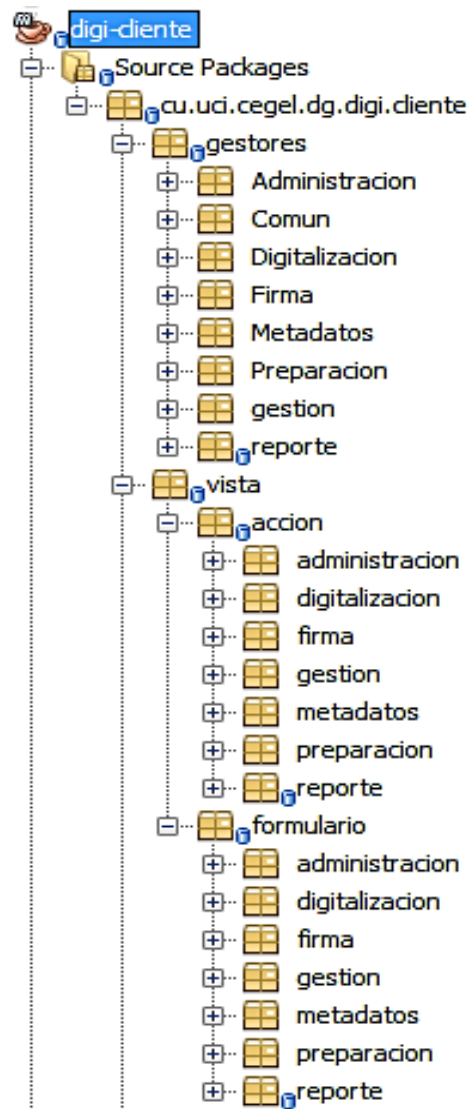 digi-cliente
Source Packages
cu.uci.cegel.dg.digi.cliente
gestores
Administracion
Comun
Digitalizacion
Firma
Metadatos
Preparacion
gestion
reporte
vista
accion
administracion
digitalizacion
firma
gestion
metadatos
preparacion
reporte
formulario
administracion
digitalizacion
firma
gestion
metadatos
preparacion
reporte